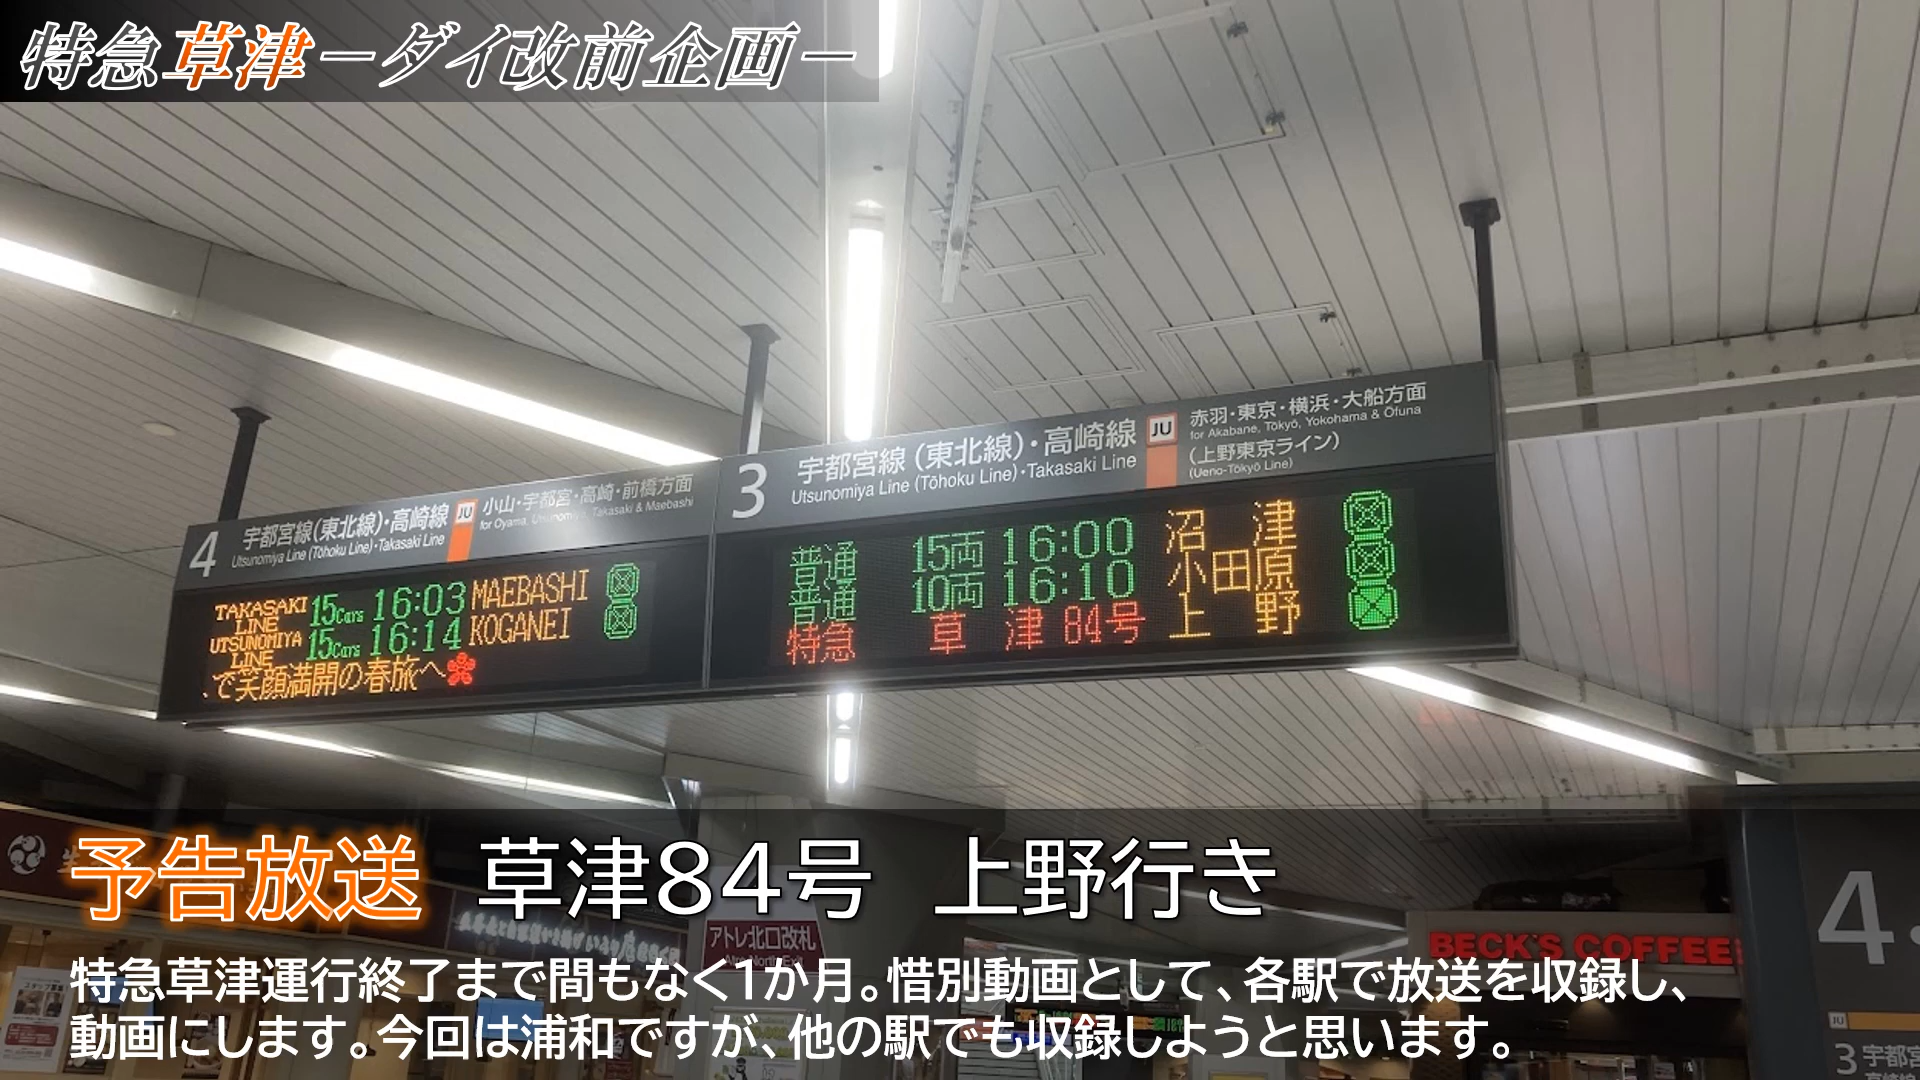 特急草津－ダイ改前企画－
4 宇都宮線(東北線)・高崎線 JU 小山・宇都宮・高崎・前橋方面
Utsunomiya Line (Tōhoku Line)・Takasaki Line for Oyama, Utsunomiya, Takasaki & Maebashi
TAKASAKI LINE 15Cars 16:03 MAEBASHI
UTSUNOMIYA LINE 15Cars 16:14 KOGANEI
で笑顔満開の春旅へ
3 宇都宮線(東北線)・高崎線 JU 赤羽・東京・横浜・大船方面
Utsunomiya Line (Tōhoku Line)・Takasaki Line for Akabane, Tōkyō, Yokohama & Ōfuna
(上野東京ライン)
(Ueno-Tōkyō Line)
普通 15両 16:00 沼津
普通 10両 16:10 小田原
特急 草津 84号 上野
予告放送 草津84号 上野行き
アトレ北口改札
Atre North Exit
BECK'S COFFEE
4
JU
3 宇都宮
特急草津運行終了まで間もなく1か月。惜別動画として、各駅で放送を収録し、
動画にします。今回は浦和ですが、他の駅でも収録しようと思います。